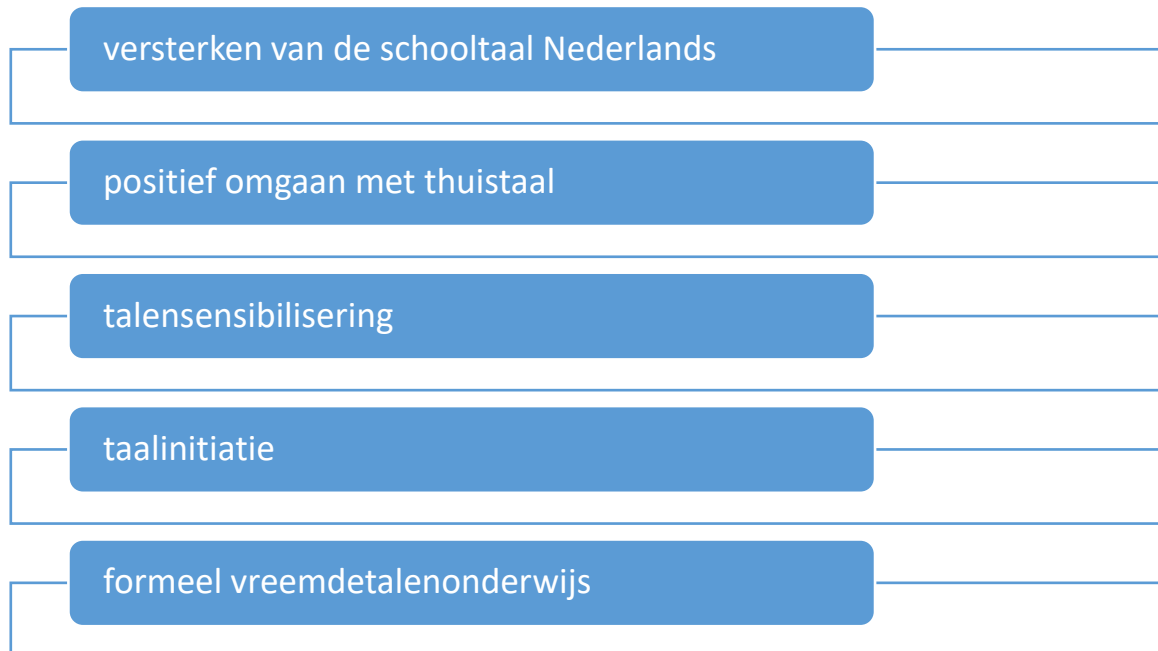 versterken van de schooltaal Nederlands
positief omgaan met thuistaal
talensensibilisering
taalinitiatie
formeel vreemdetalenonderwijs